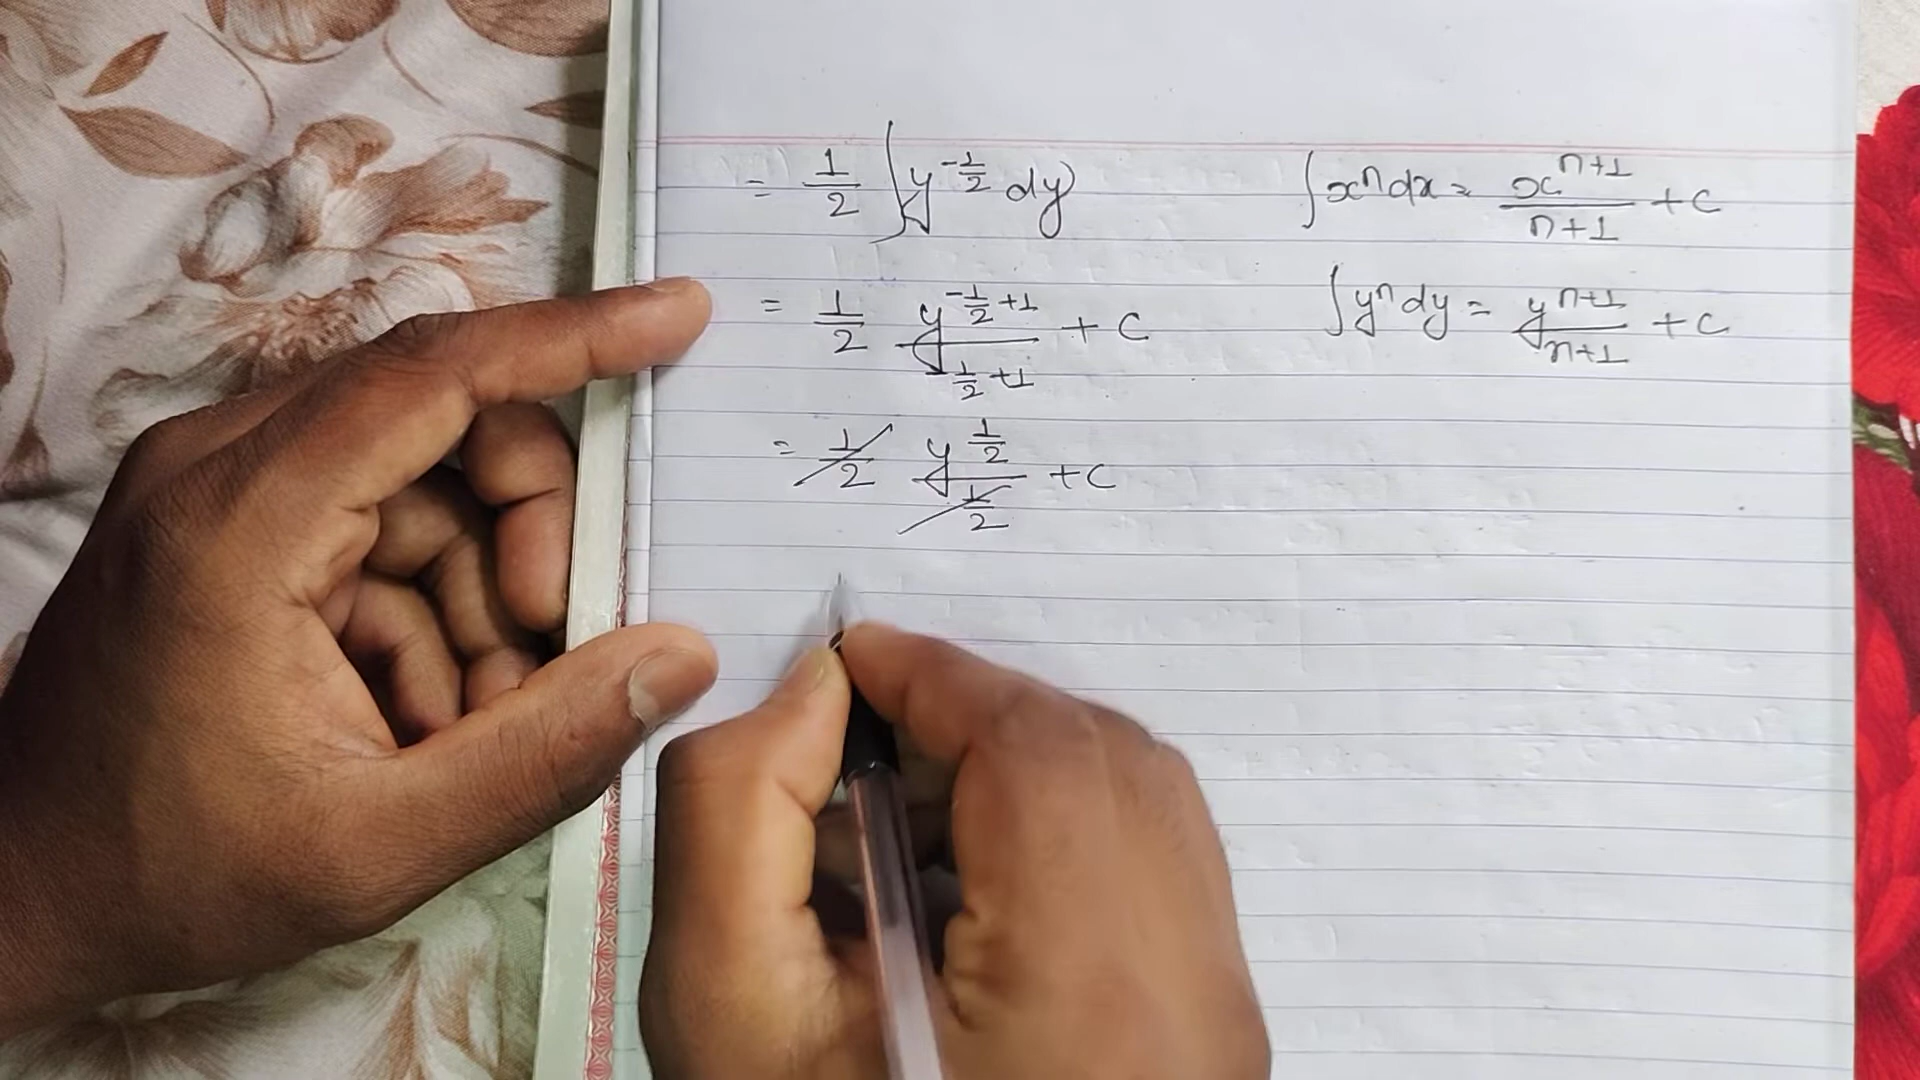 = 1/2 ∫ y^(-1/2) dy
∫ x^n dx = x^(n+1)/(n+1) + c
= 1/2 y^(-1/2+1)/(-1/2+1) + c
∫ y^n dy = y^(n+1)/(n+1) + c
= 1/2 y^(1/2)/(1/2) + c